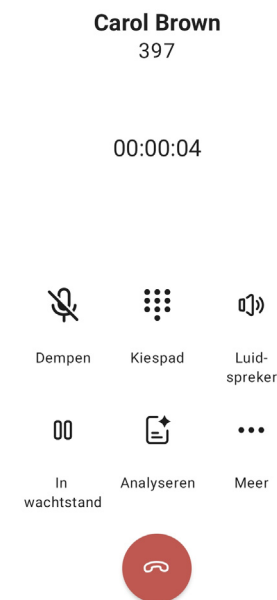 Carol Brown
397
00:00:04
Dempen Kiespad Luid-
spreker
In Analyseren Meer
wachtstand